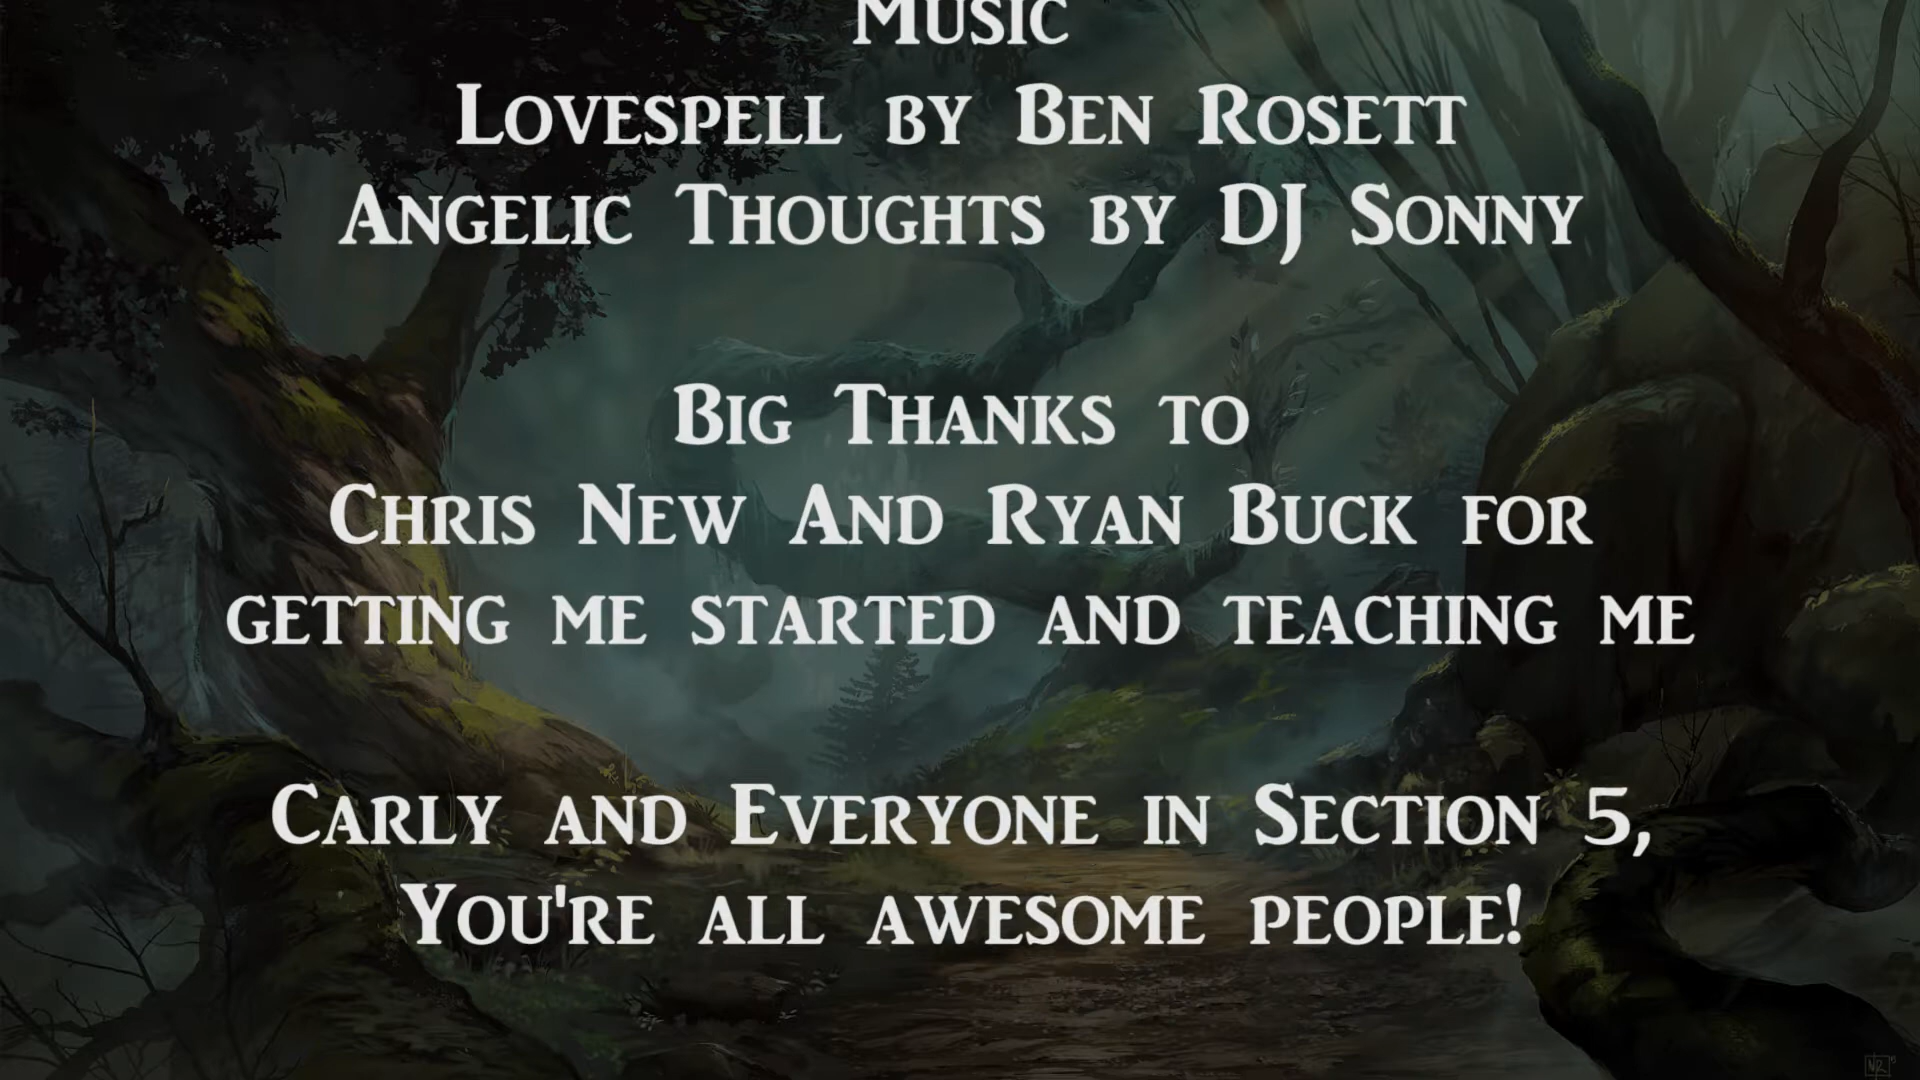 Music
Lovespell by Ben Rosett
Angelic Thoughts by DJ Sonny
Big Thanks to
Chris New And Ryan Buck for
getting me started and teaching me
Carly and Everyone in Section 5,
You're all awesome people!